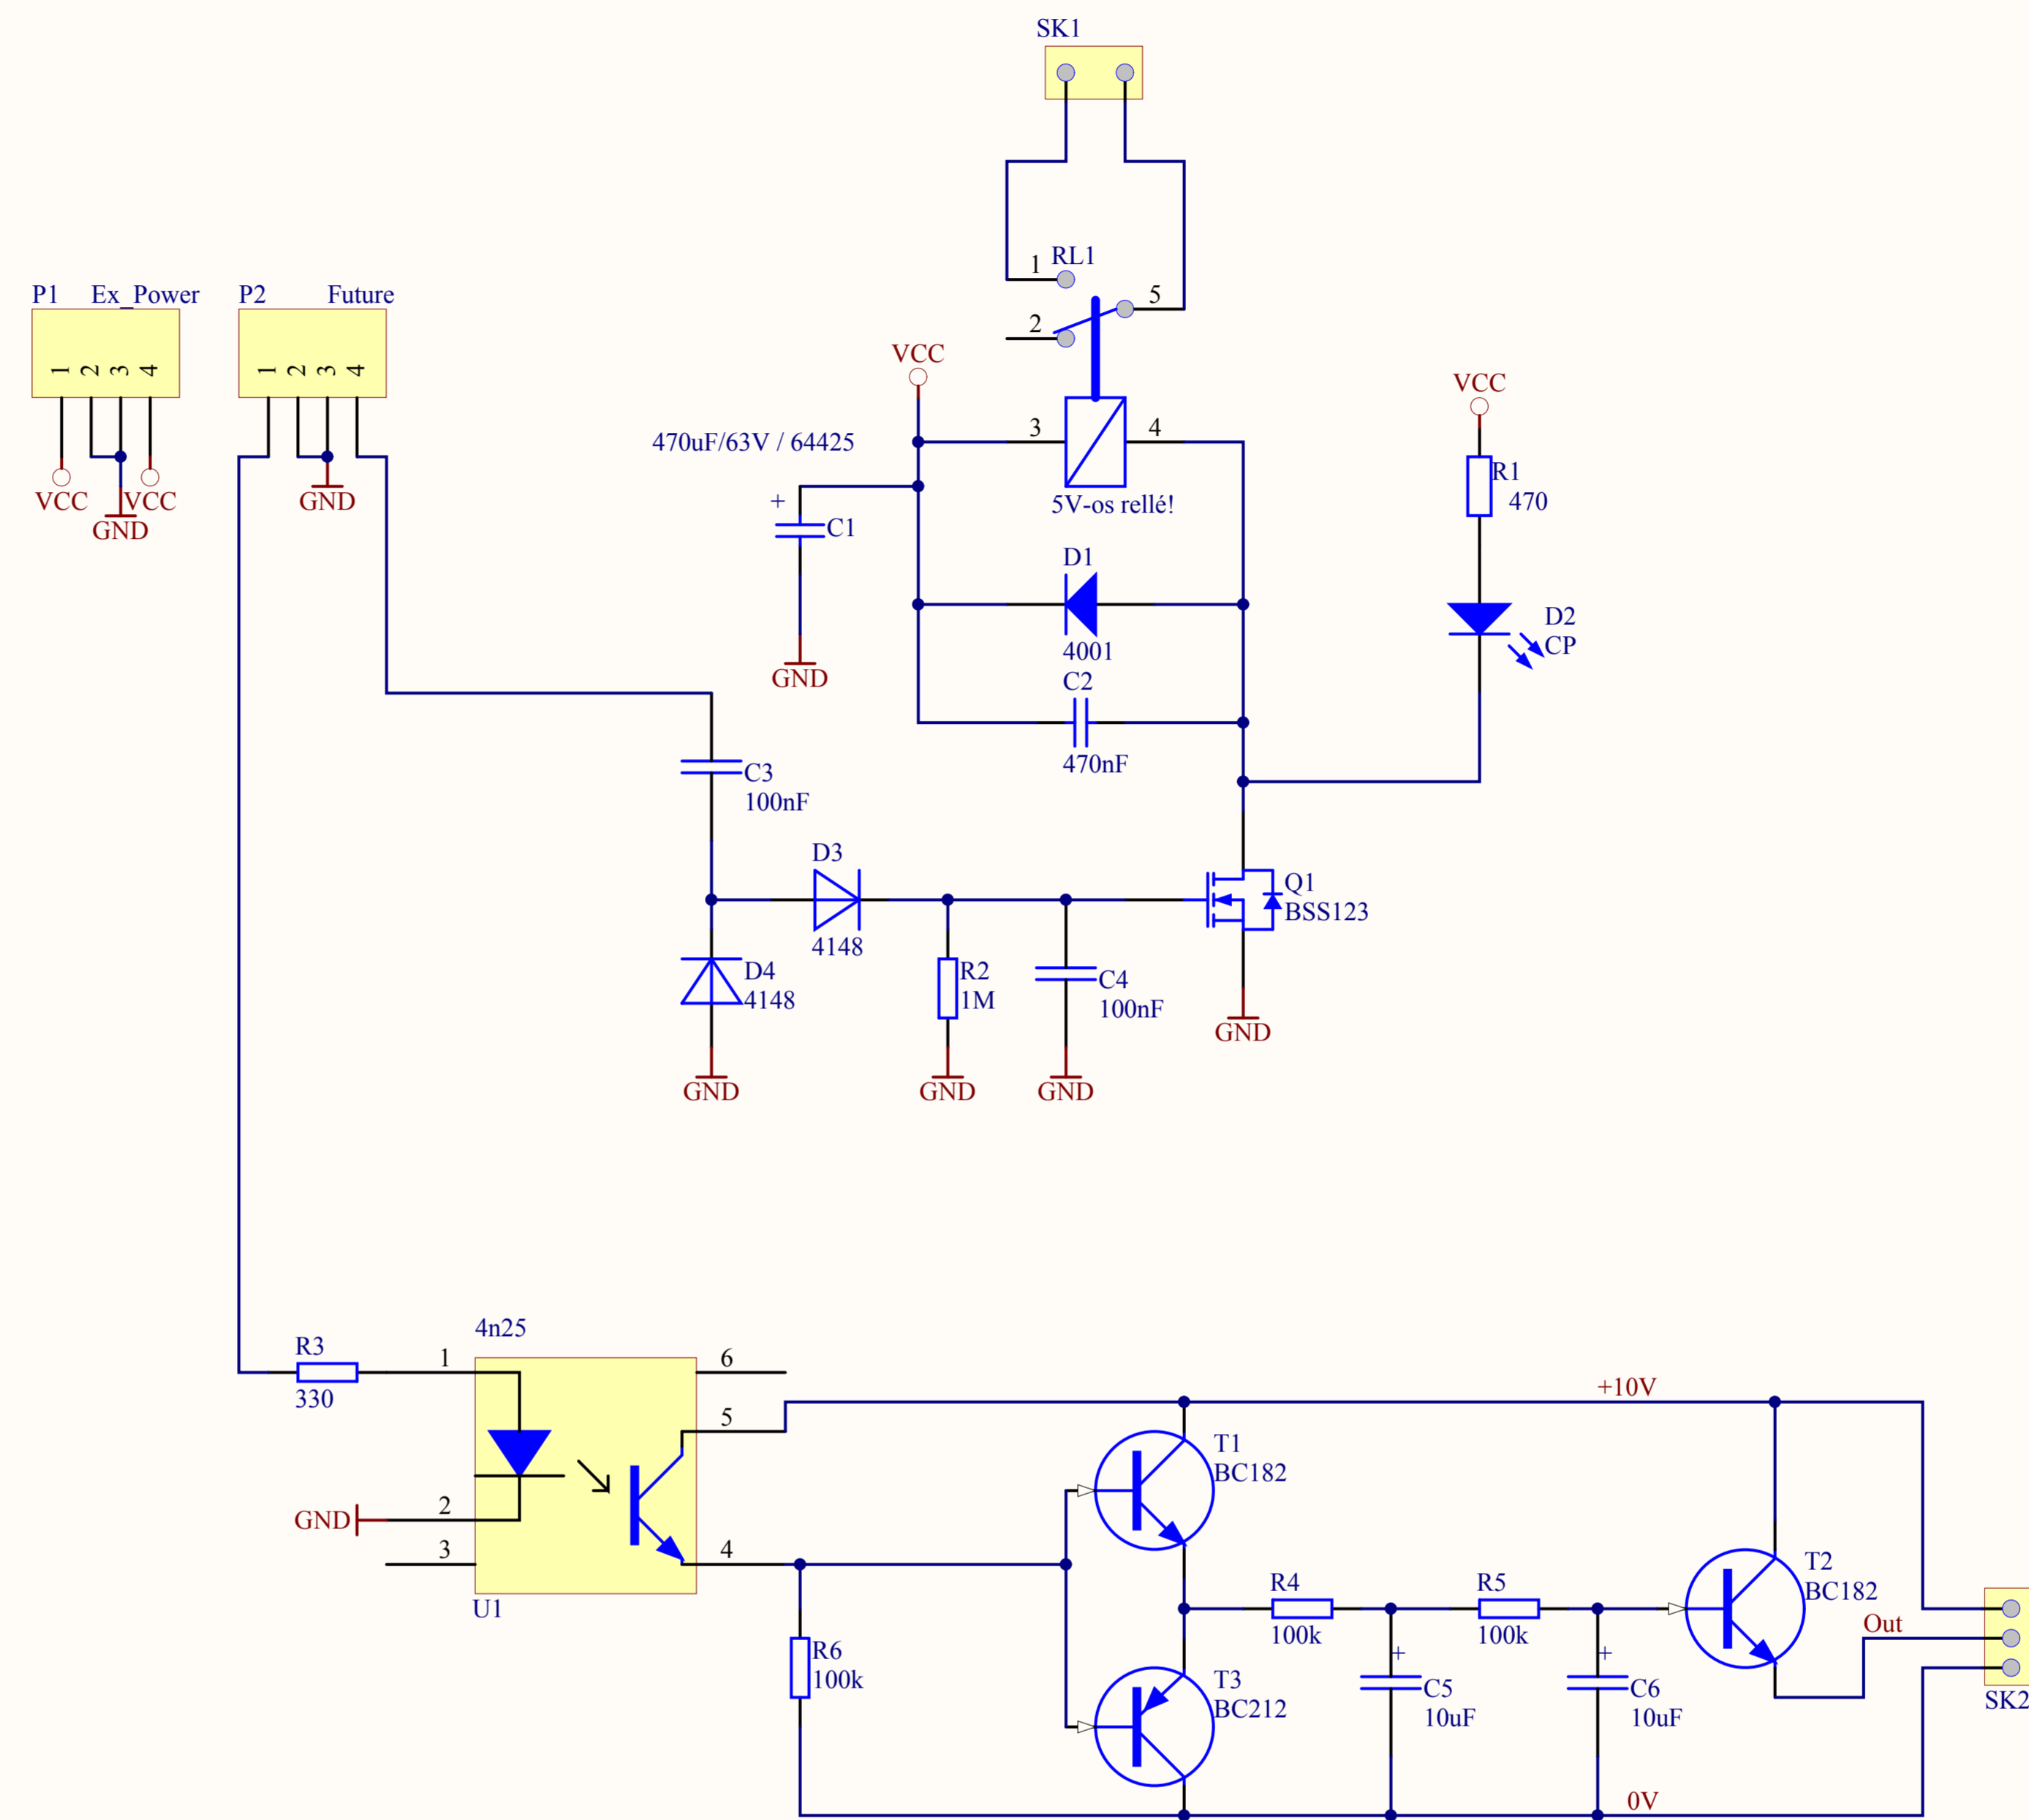 SK1
1 RL1
5
2
P1 Ex_Power
1 2 3 4
VCC VCC
GND
P2 Future
1 2 3 4
GND
VCC
3 4
470uF/63V / 64425
5V-os rellé!
+
C1
GND
D1
4001
C2
470nF
VCC
R1
470
D2
CP
C3
100nF
D3
4148
D4
4148
GND
R2
1M
GND
C4
100nF
GND
Q1
BSS123
GND
4n25
R3
330
1
GND 2
3
6
5
4
U1
R6
100k
+10V
T1
BC182
T3
BC212
R4
100k
R5
100k
+
C5
10uF
+
C6
10uF
T2
BC182
Out
SK2
0V